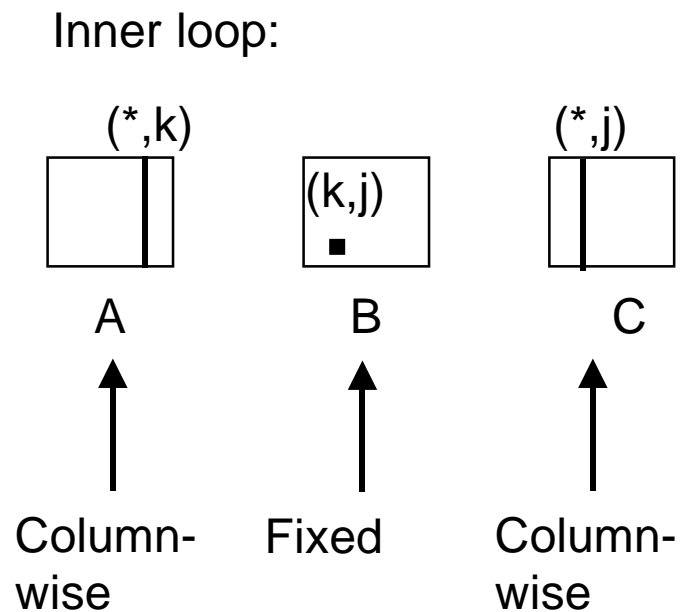 Inner loop:
(*,k)
(*,j)
(k,j)
A
B
C
Column-
wise
Fixed
Column-
wise